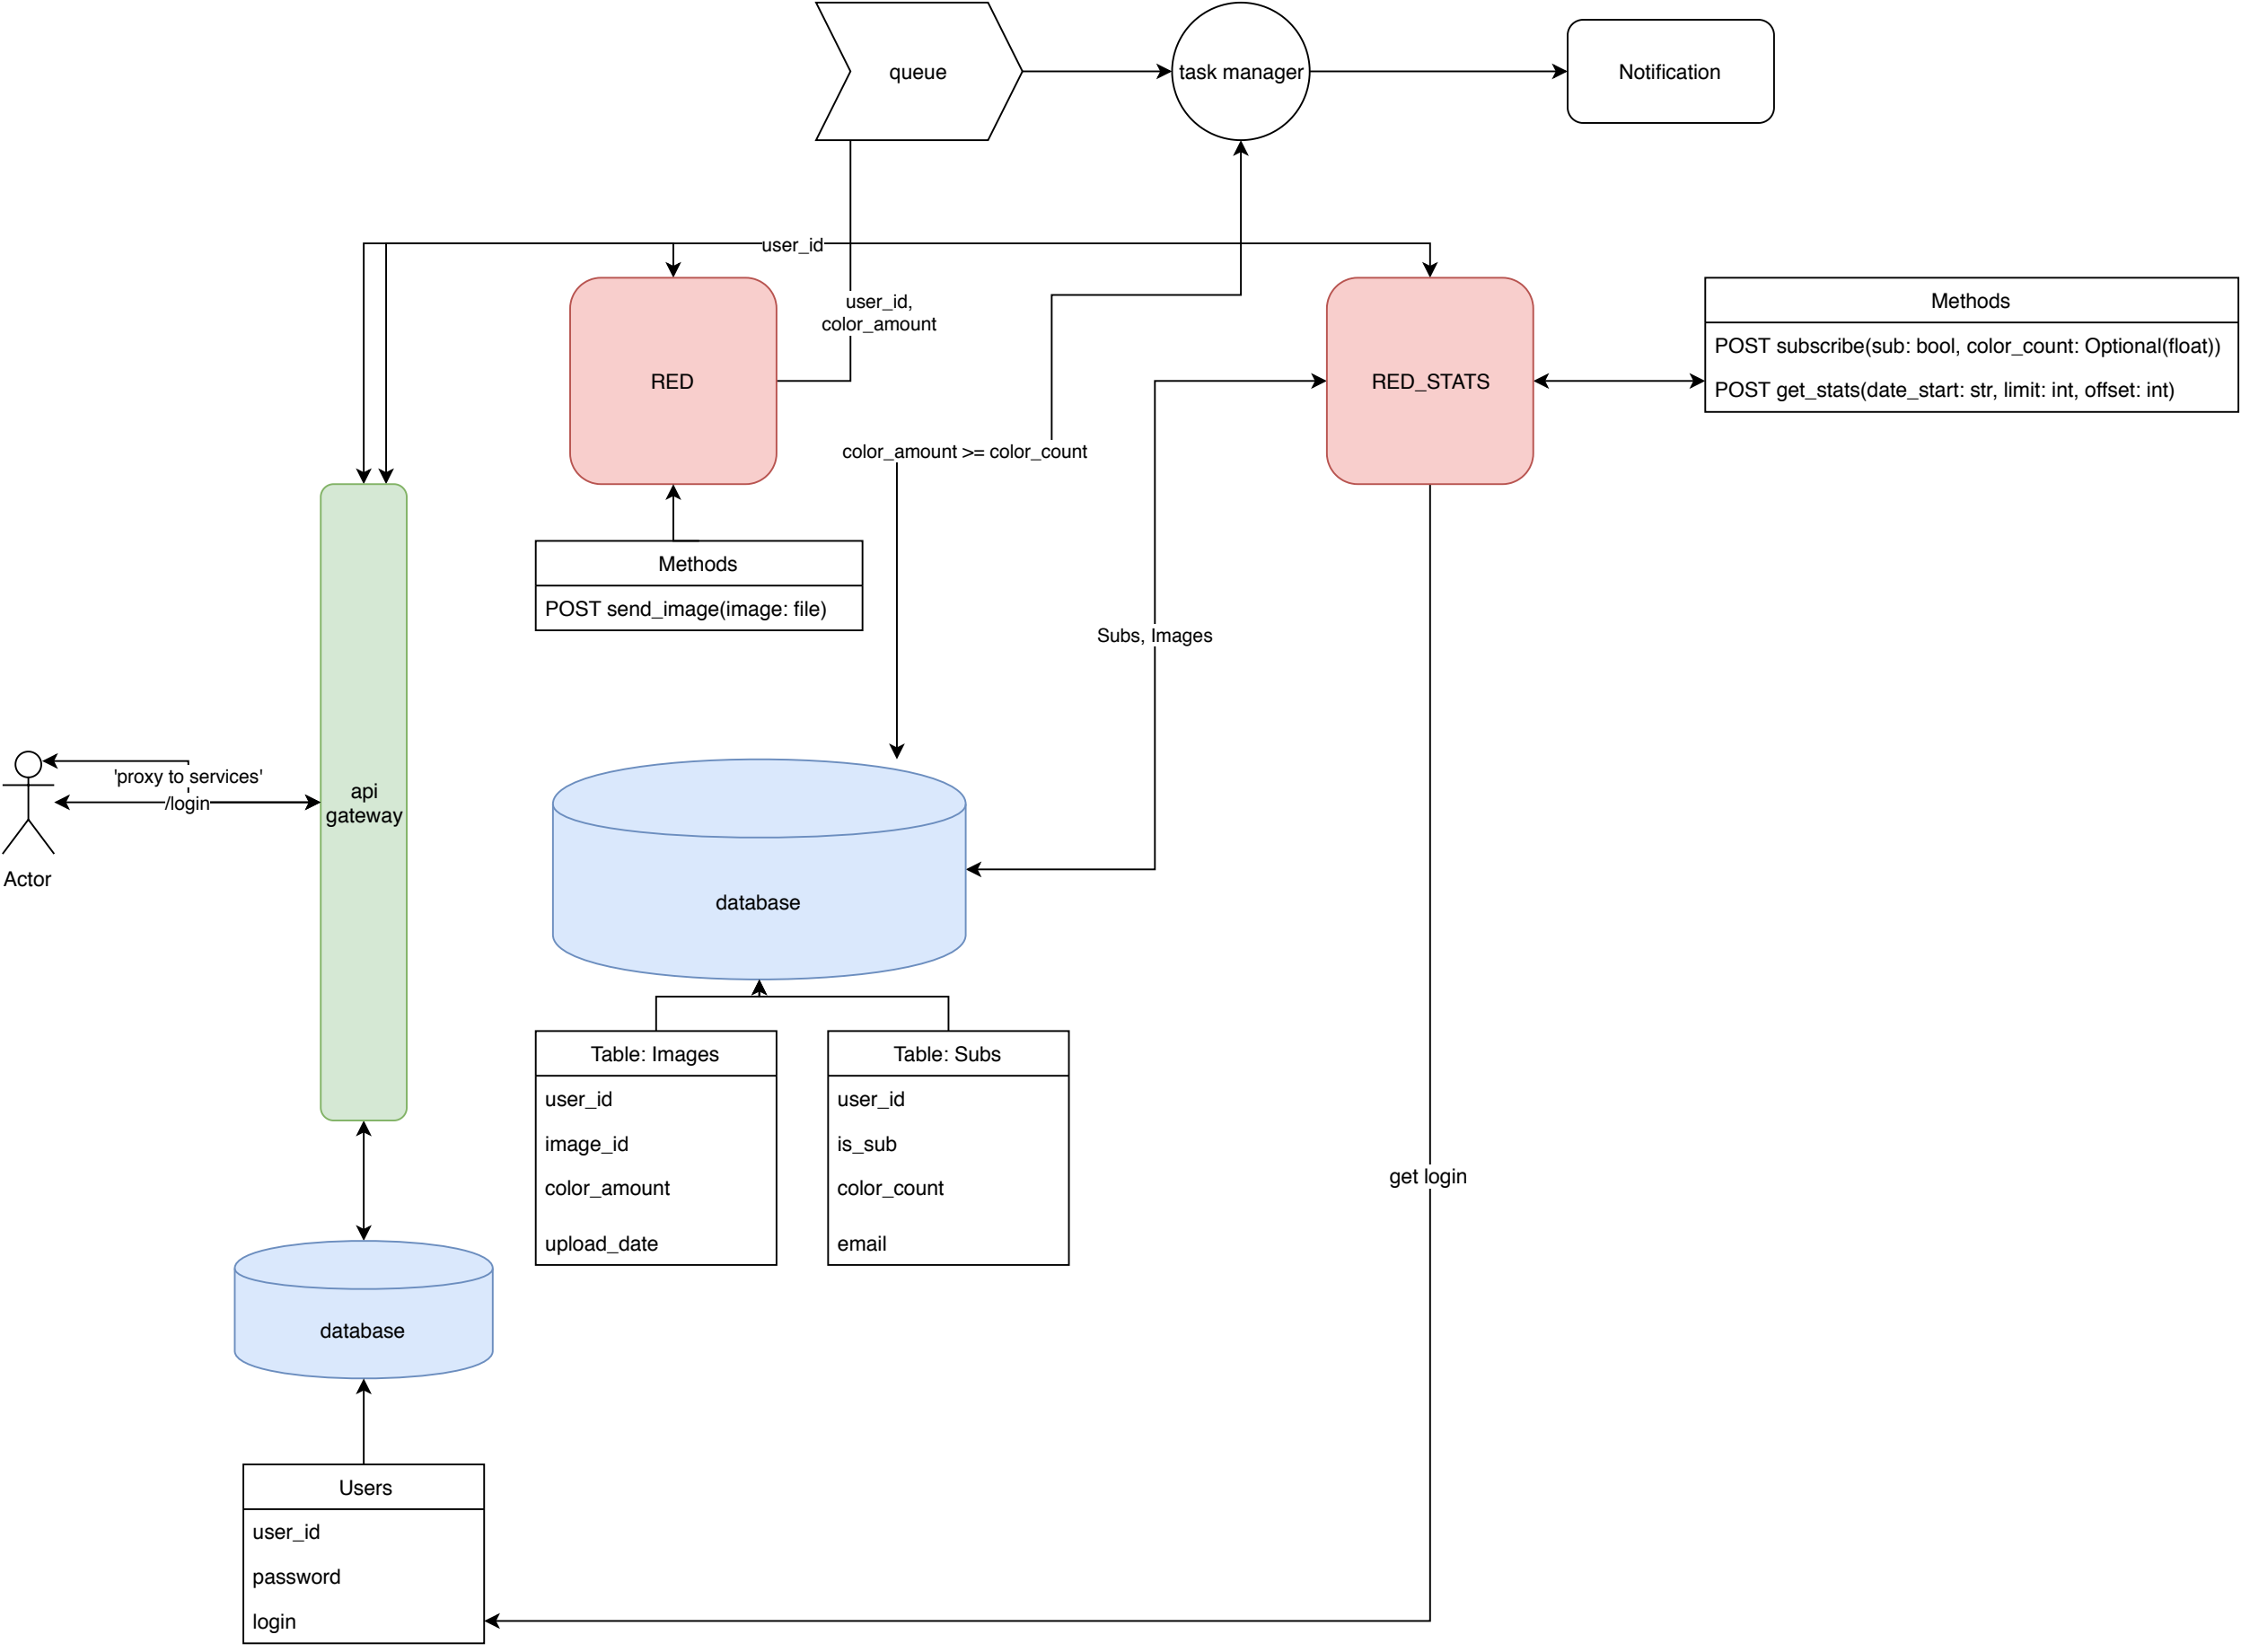 queue
task manager
Notification
user_id
user_id,
color_amount
RED
RED_STATS
Methods
POST subscribe(sub: bool, color_count: Optional(float))
POST get_stats(date_start: str, limit: int, offset: int)
color_amount >= color_count
Methods
POST send_image(image: file)
Subs, Images
'proxy to services'
/login
Actor
api
gateway
database
Table: Images
user_id
image_id
color_amount
upload_date
Table: Subs
user_id
is_sub
color_count
email
get login
database
Users
user_id
password
login